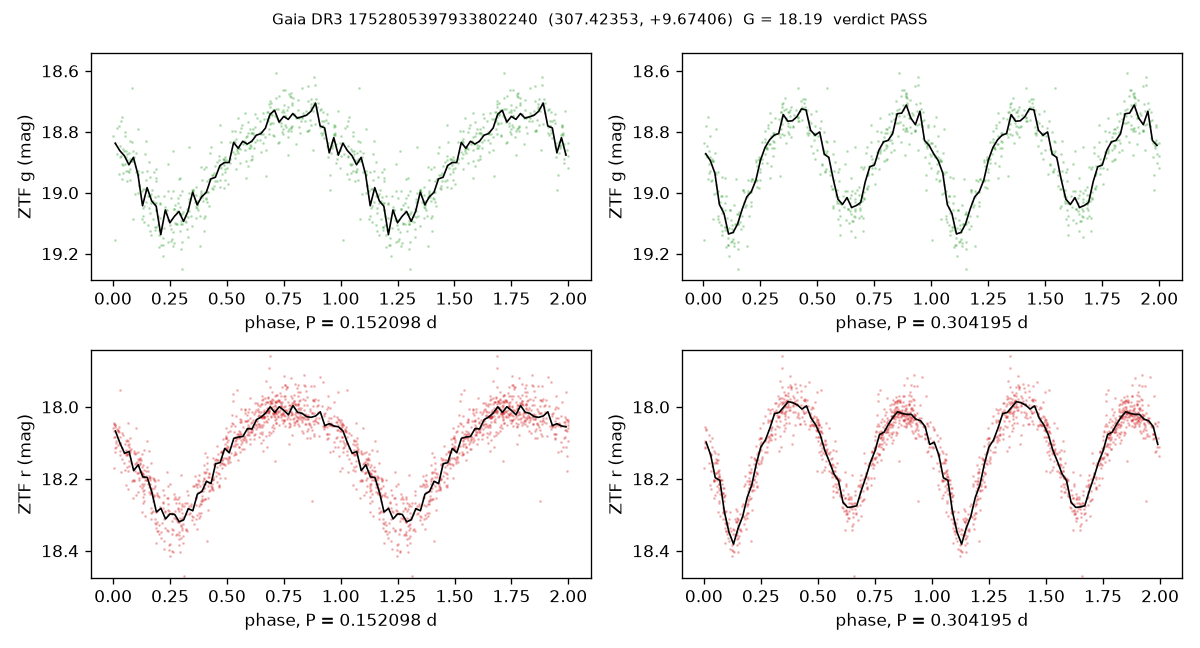 Gaia DR3 1752805397933802240 (307.42353, +9.67406) G = 18.19 verdict PASS
ZTF g (mag)
18.6
18.8
19.0
19.2
0.00 0.25 0.50 0.75 1.00 1.25 1.50 1.75 2.00
phase, P = 0.152098 d
ZTF g (mag)
18.6
18.8
19.0
19.2
0.00 0.25 0.50 0.75 1.00 1.25 1.50 1.75 2.00
phase, P = 0.304195 d
ZTF r (mag)
18.0
18.2
18.4
0.00 0.25 0.50 0.75 1.00 1.25 1.50 1.75 2.00
phase, P = 0.152098 d
ZTF r (mag)
18.0
18.2
18.4
0.00 0.25 0.50 0.75 1.00 1.25 1.50 1.75 2.00
phase, P = 0.304195 d